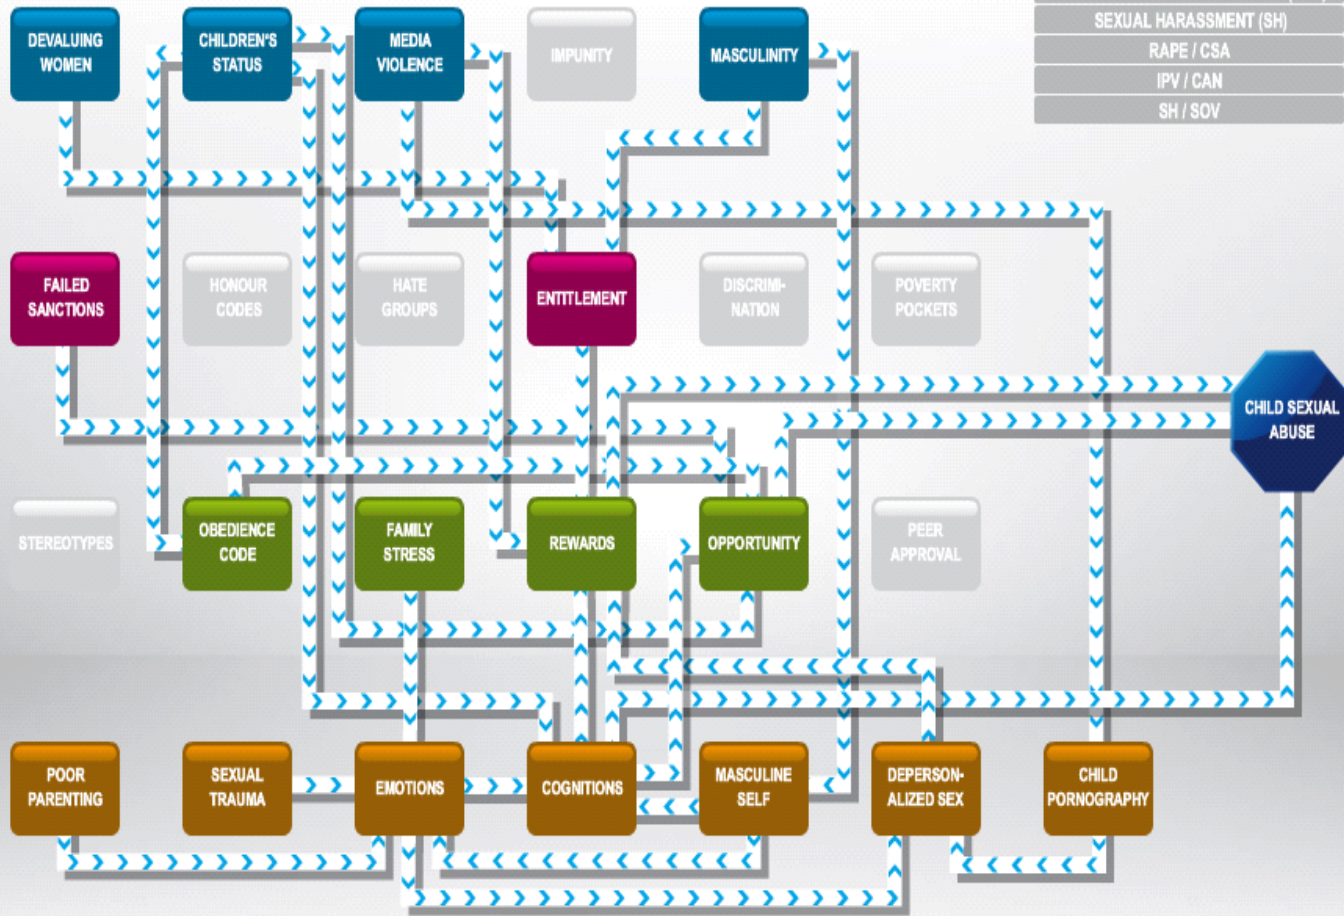 SEXUAL HARASSMENT (SH)
RAPE / CSA
IPV / CAN
SH / SOV
DEVALUING
WOMEN
CHILDREN'S
STATUS
MEDIA
VIOLENCE
IMPUNITY
MASCULINITY
FAILED
SANCTIONS
HONOUR
CODES
HATE
GROUPS
ENTITLEMENT
DISCRIMI-
NATION
POVERTY
POCKETS
CHILD SEXUAL
ABUSE
STEREOTYPES
OBEDIENCE
CODE
FAMILY
STRESS
REWARDS
OPPORTUNITY
PEER
APPROVAL
POOR
PARENTING
SEXUAL
TRAUMA
EMOTIONS
COGNITIONS
MASCULINE
SELF
DEPERSON-
ALIZED SEX
CHILD
PORNOGRAPHY